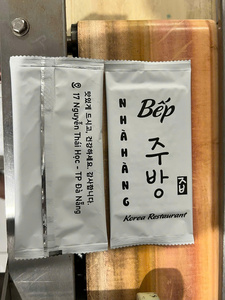 맛있게 드시고, 건강하세요. 감사합니다.
17 Nguyễn Thái Học - TP Đà Nẵng
NHÀ HÀNG
Bếp
주방
Korea Restaurant